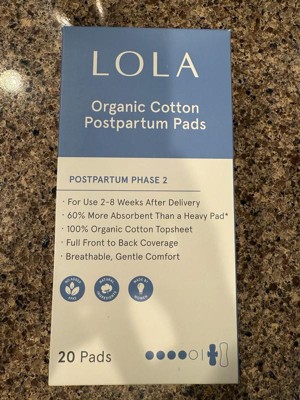 LOLA
Organic Cotton
Postpartum Pads
POSTPARTUM PHASE 2
· For Use 2-8 Weeks After Delivery
· 60% More Absorbent Than a Heavy Pad*
· 100% Organic Cotton Topsheet
· Full Front to Back Coverage
· Breathable, Gentle Comfort
20 Pads